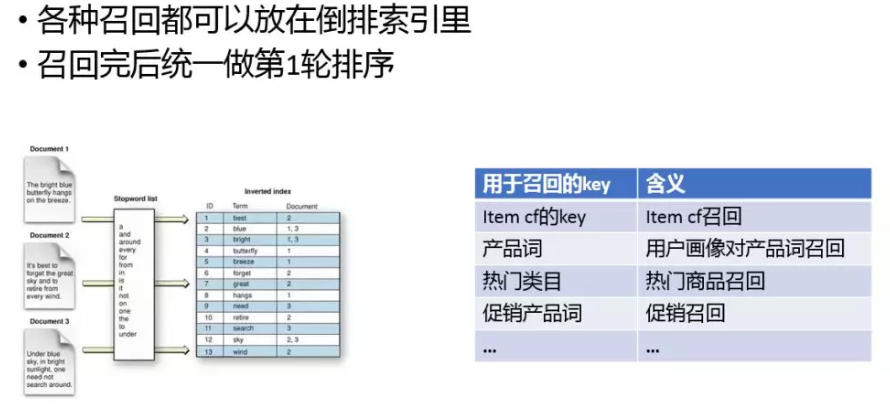 • 各种召回都可以放在倒排索引里
• 召回完后统一做第1轮排序
Document 1
The bright blue
butterfly hangs
on the breeze.
Document 2
It's best to
forget the great
sky and to
retire from
every wind.
Document 3
Under blue
sky, in bright
sunlight, one
need not
search around.
Stopword list
a
and
around
every
for
from
in
is
it
not
on
one
the
to
under
Inverted index
ID Term Document
1 best 2
2 blue 1, 3
3 bright 1, 3
4 butterfly 1
5 breeze 1
6 forget 2
7 great 2
8 hangs 1
9 need 3
10 retire 2
11 search 3
12 sky 2, 3
13 wind 2
用于召回的key 含义
Item cf的key Item cf召回
产品词 用户画像对产品词召回
热门类目 热门商品召回
促销产品词 促销召回
... ...